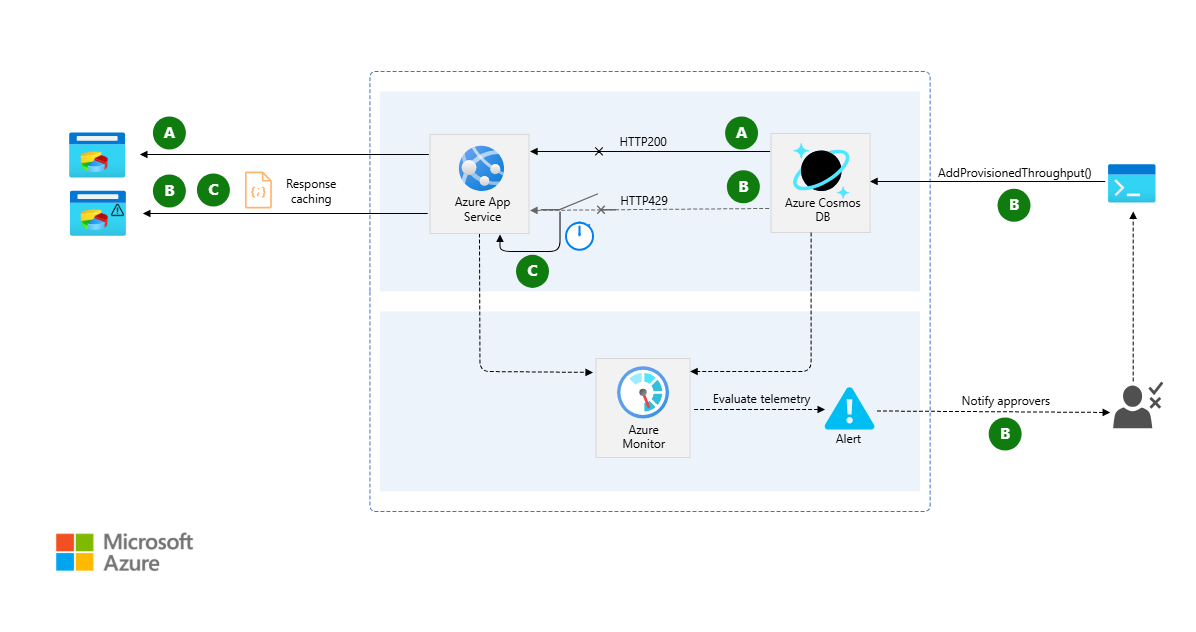 A
A
HTTP200
B
C
{;}
Response
caching
Azure App
Service
B
HTTP429
Azure Cosmos
DB
AddProvisionedThroughput()
B
C
Azure
Monitor
Evaluate telemetry
Alert
Notify approvers
B
Microsoft
Azure